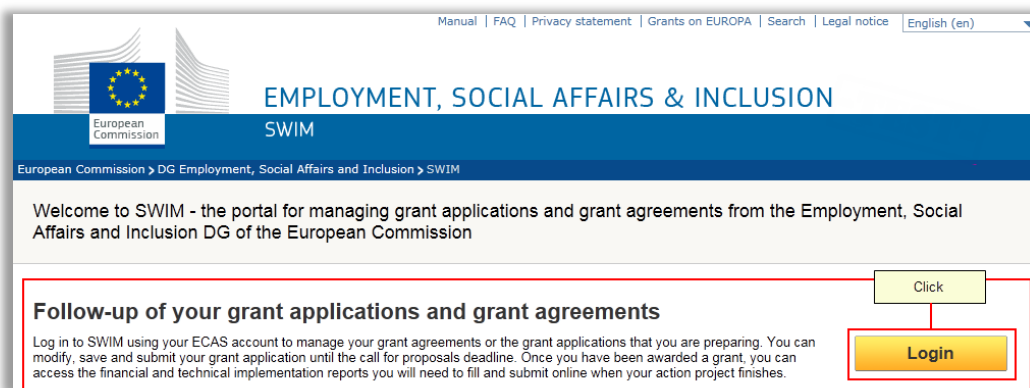 Manual | FAQ | Privacy statement | Grants on EUROPA | Search | Legal notice English (en)
European
Commission
EMPLOYMENT, SOCIAL AFFAIRS & INCLUSION
SWIM
European Commission > DG Employment, Social Affairs and Inclusion > SWIM
Welcome to SWIM - the portal for managing grant applications and grant agreements from the Employment, Social
Affairs and Inclusion DG of the European Commission
Click
Follow-up of your grant applications and grant agreements
Log in to SWIM using your ECAS account to manage your grant agreements or the grant applications that you are preparing. You can
modify, save and submit your grant application until the call for proposals deadline. Once you have been awarded a grant, you can
access the financial and technical implementation reports you will need to fill and submit online when your action project finishes.
Login